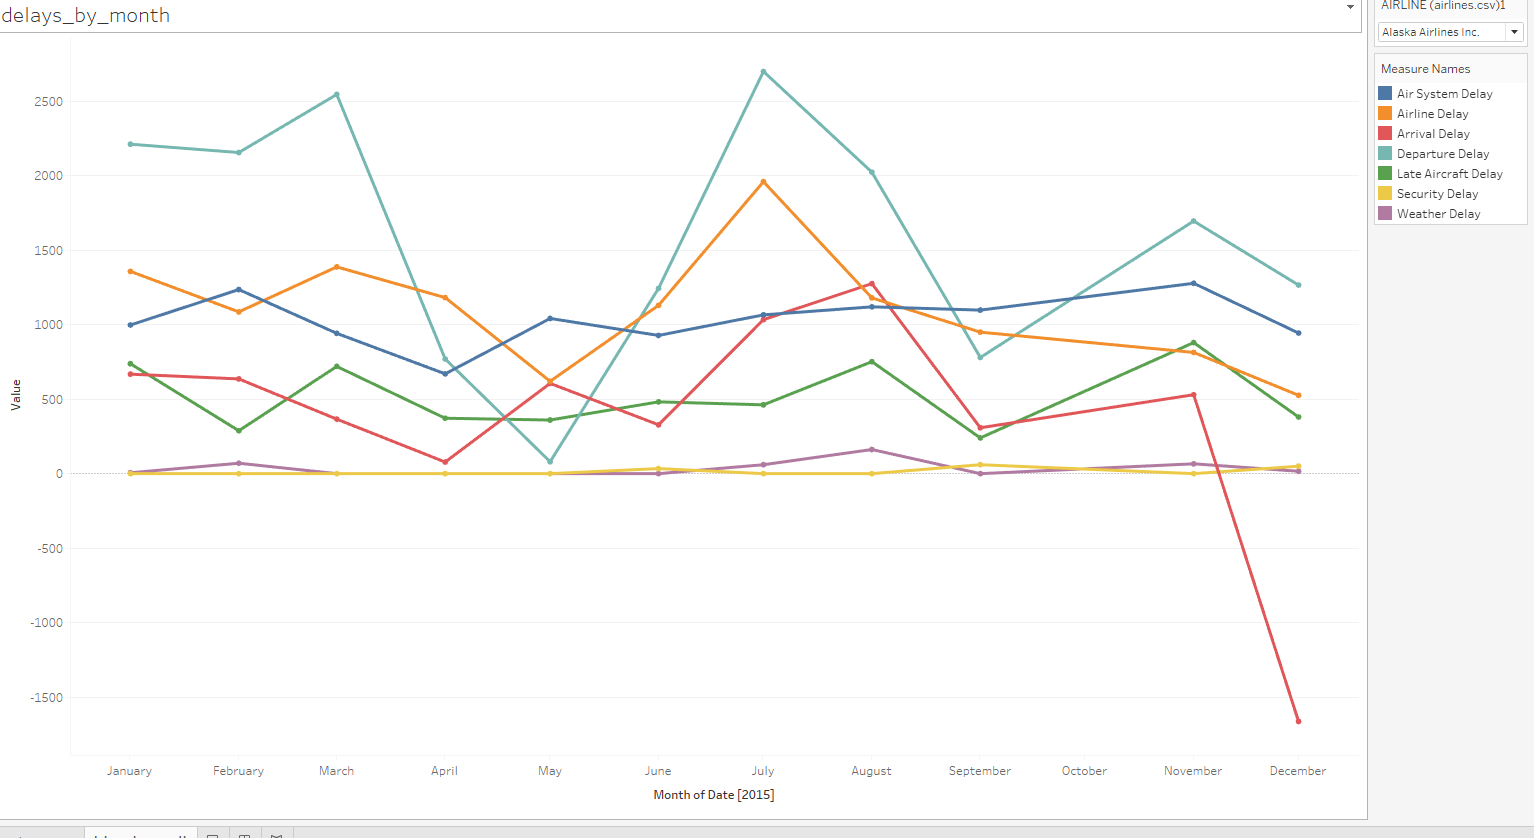 delays_by_month
AIRLINE (airlines.csv)1
Alaska Airlines Inc.
Measure Names
Air System Delay
Airline Delay
Arrival Delay
Departure Delay
Late Aircraft Delay
Security Delay
Weather Delay
2500
2000
1500
1000
500
0
-500
-1000
-1500
Value
January February March April May June July August September October November December
Month of Date [2015]